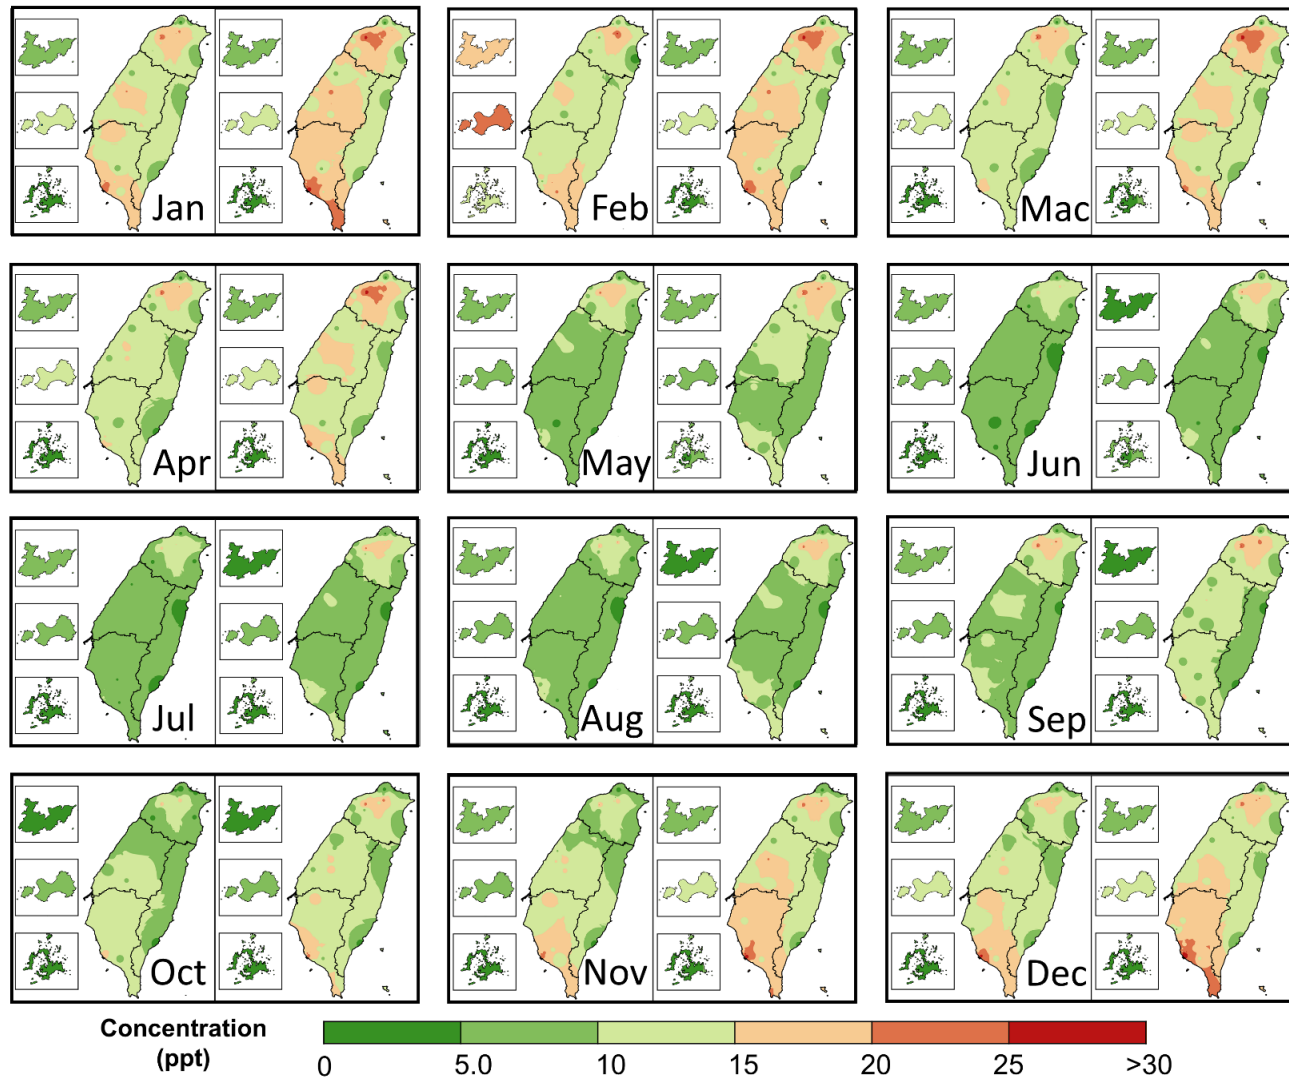 Jan
Feb
Mac
Apr
May
Jun
Jul
Aug
Sep
Oct
Nov
Dec
Concentration
(ppt)
0 5.0 10 15 20 25 >30